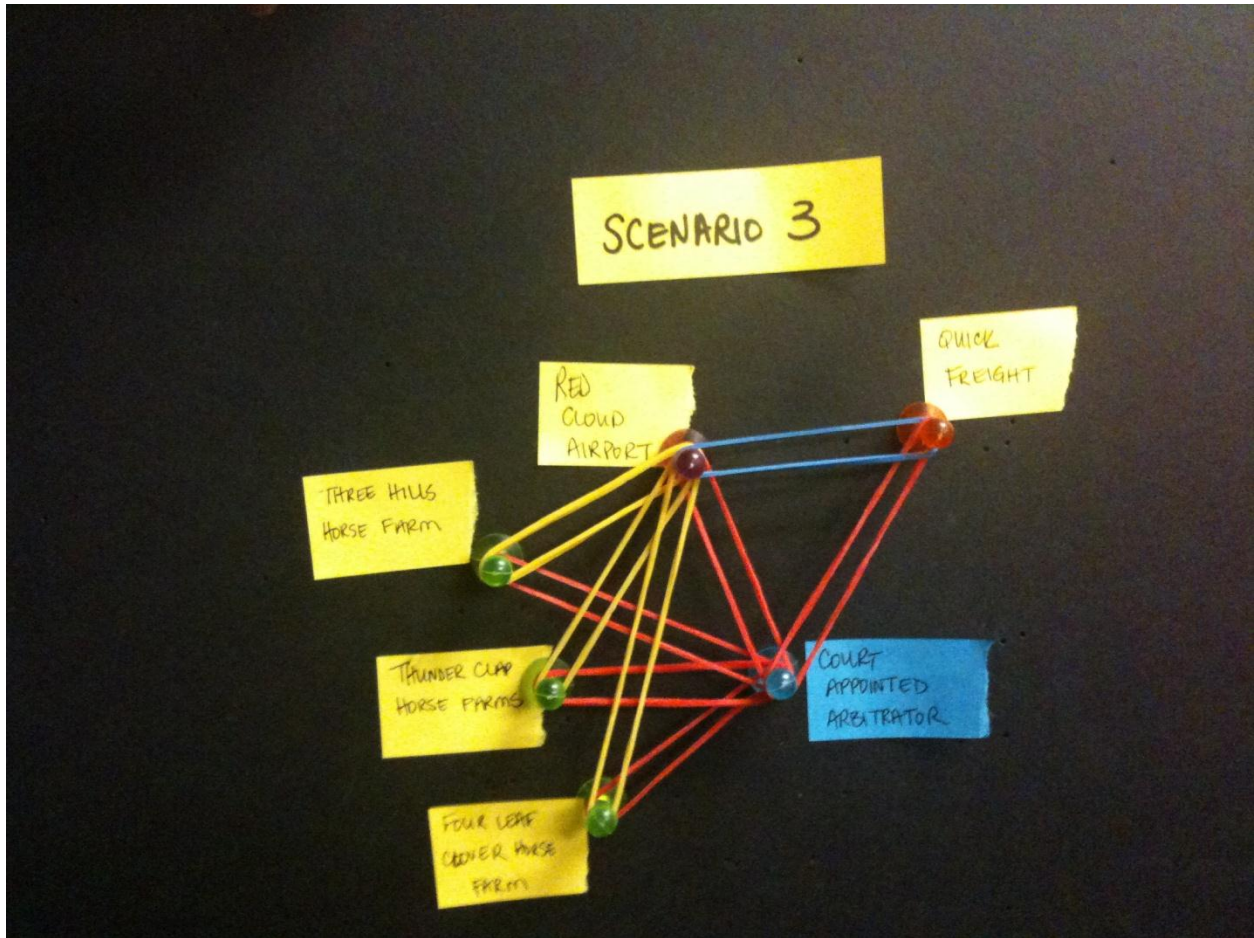 SCENARIO 3
QUICK
FREIGHT
RED
CLOUD
AIRPORT
THREE HILLS
HORSE FARM
THUNDER CLAP
HORSE FARMS
COURT
APPOINTED
ARBITRATOR
FOUR LEAF
CLOVER HORSE
FARM